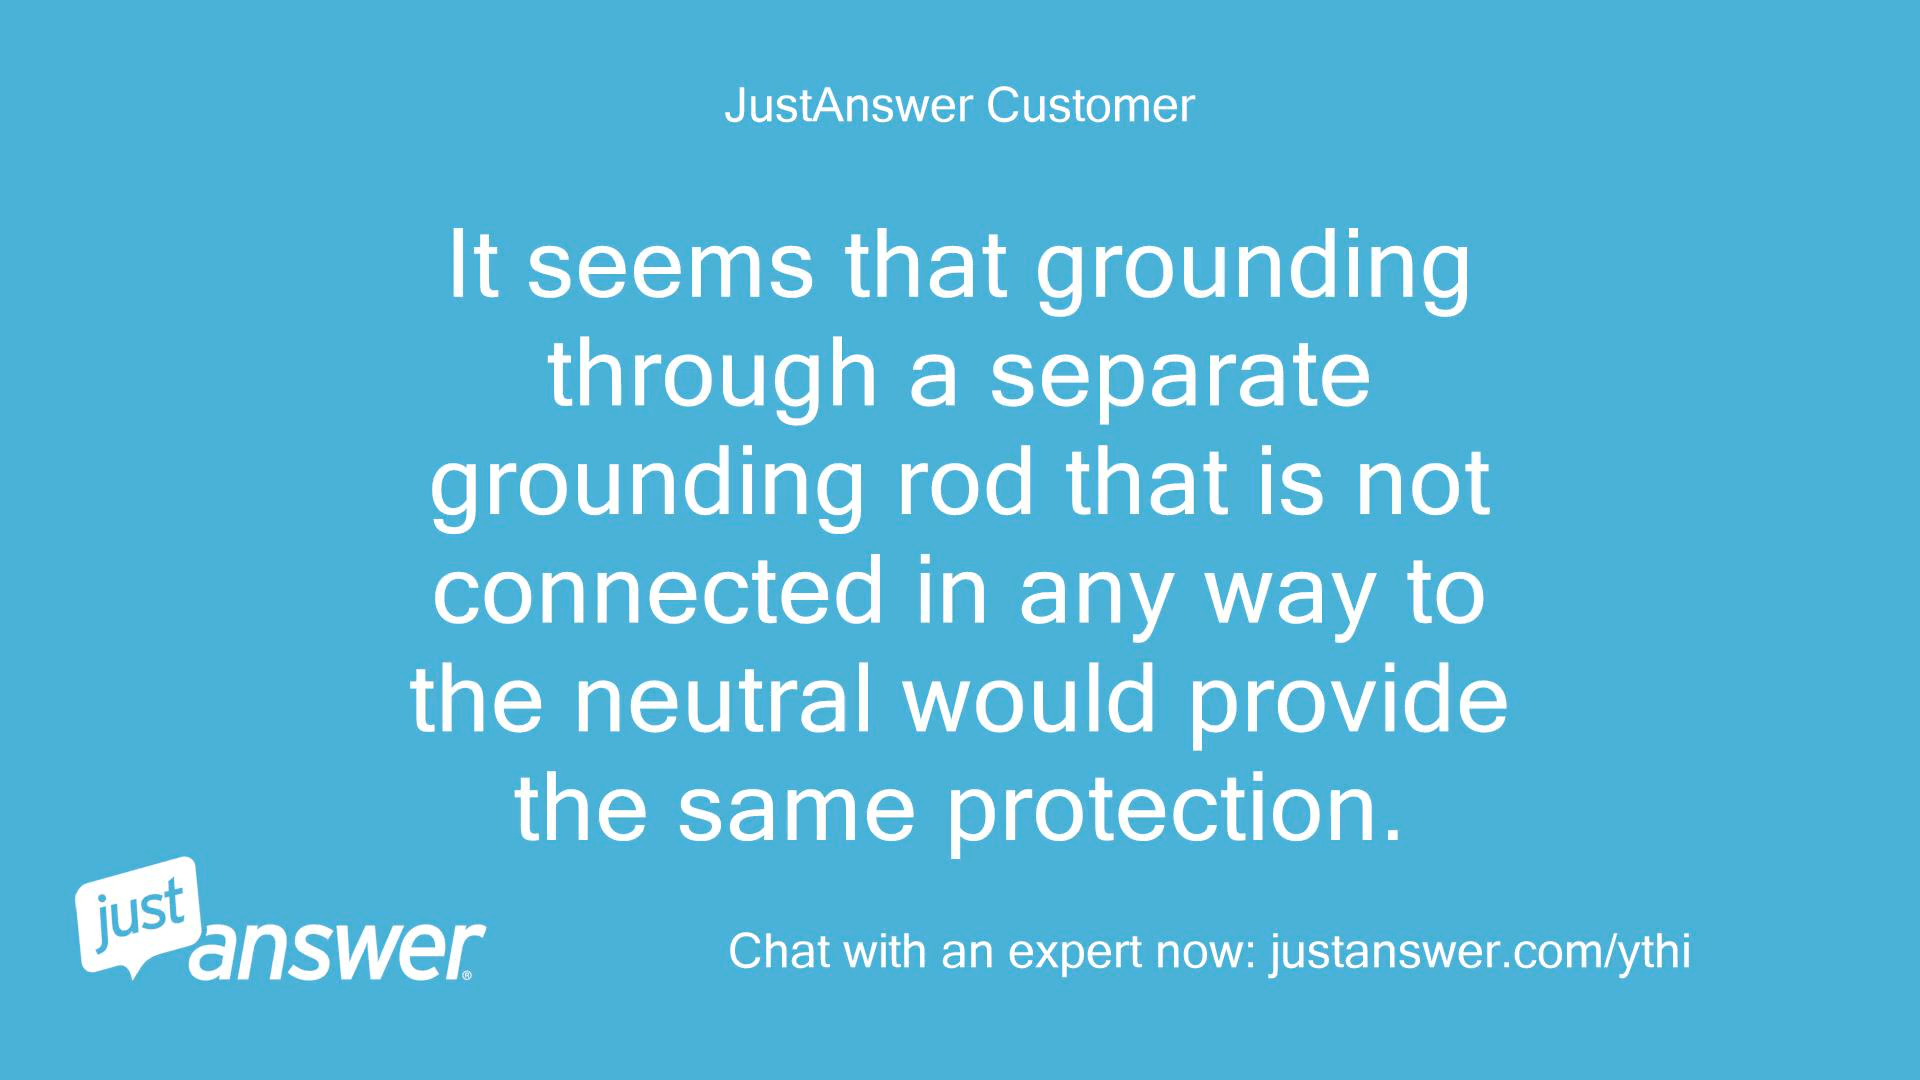 JustAnswer Customer
It seems that grounding
through a separate
grounding rod that is not
connected in any way to
the neutral would provide
the same protection.
just
answer®
Chat with an expert now: justanswer.com/ythi